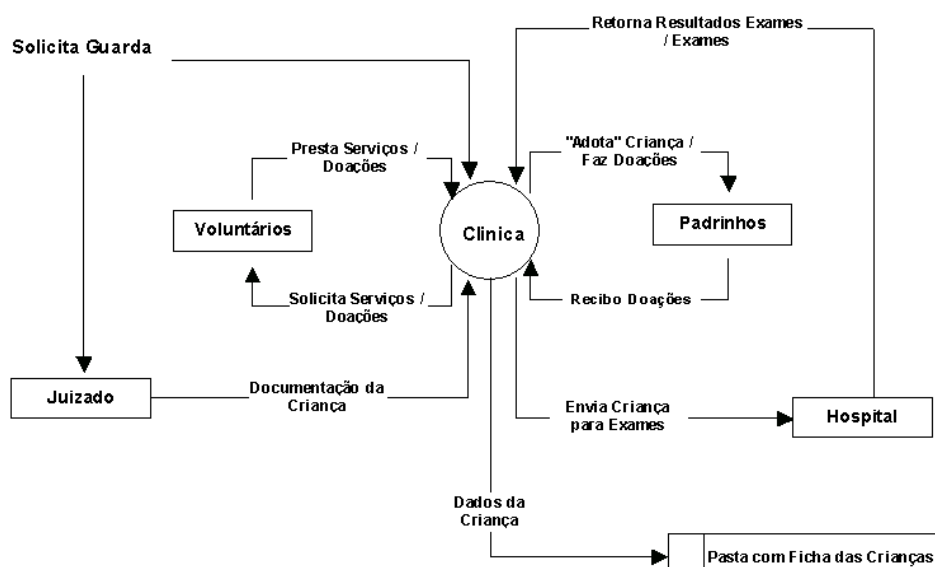 Retorna Resultados Exames
/ Exames
Solicita Guarda
Presta Serviços /
Doações
"Adota" Criança /
Faz Doações
Voluntários
Clinica
Padrinhos
Solicita Serviços /
Doações
Recibo Doações
Juizado
Documentação da
Criança
Envia Criança
para Exames
Hospital
Dados da
Criança
Pasta com Ficha das Crianças